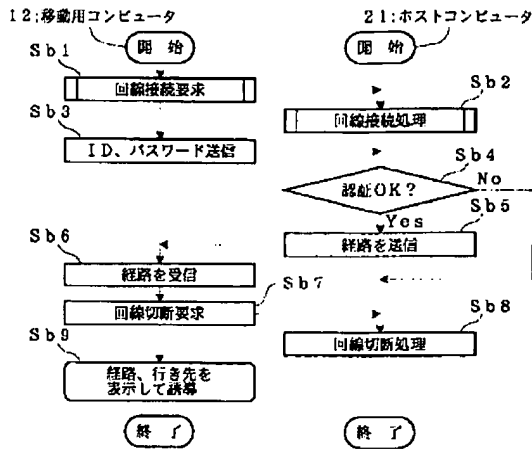 12:移動用コンピュータ
21:ホストコンピュータ
開 始
開 始
Sb1
回線接続要求
Sb2
回線接続処理
Sb3
ID、パスワード送信
Sb4
認証OK?
No
Yes
Sb5
経路を送信
Sb6
経路を受信
Sb7
回線切断要求
Sb8
回線切断処理
Sb9
経路、行き先を
表示して誘導
終 了
終 了